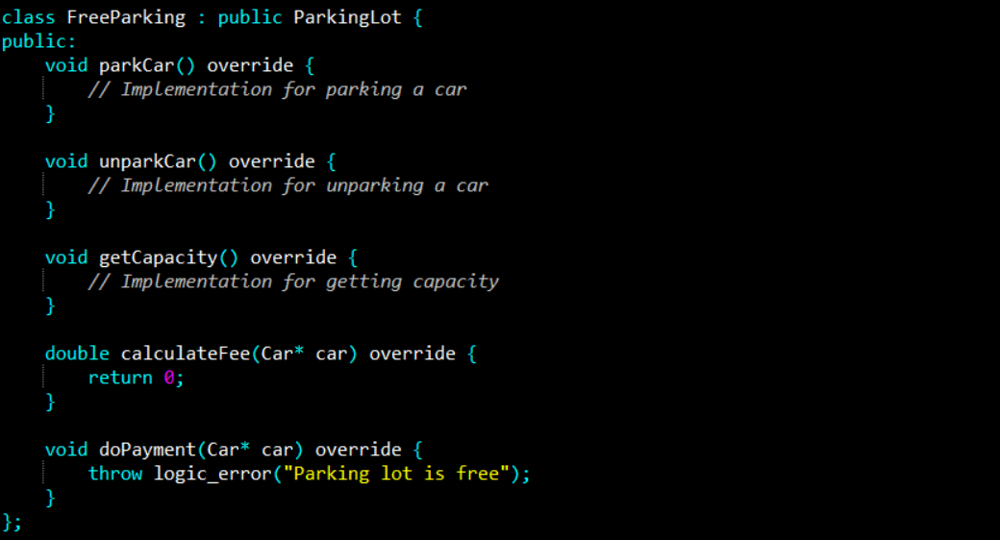 class FreeParking : public ParkingLot {
public:
    void parkCar() override {
        // Implementation for parking a car
    }

    void unparkCar() override {
        // Implementation for unparking a car
    }

    void getCapacity() override {
        // Implementation for getting capacity
    }

    double calculateFee(Car* car) override {
        return 0;
    }

    void doPayment(Car* car) override {
        throw logic_error("Parking lot is free");
    }
};